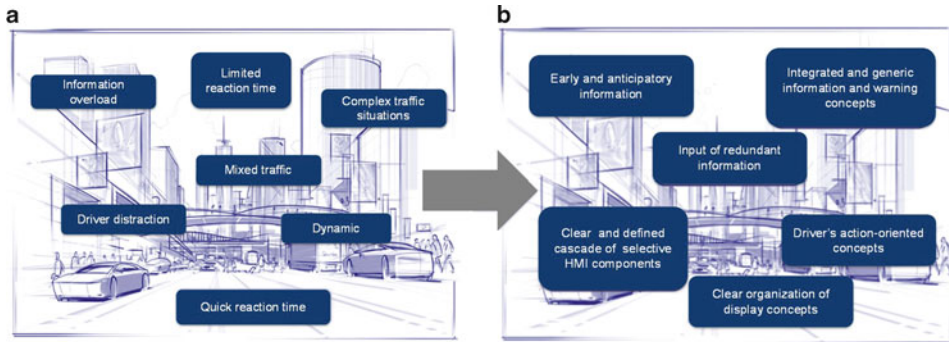 a
Limited
reaction time
Information
overload
Complex traffic
situations
Mixed traffic
Driver distraction
Dynamic
Quick reaction time
b
Early and anticipatory
information
Integrated and generic
information and warning
concepts
Input of redundant
information
Clear and defined
cascade of selective
HMI components
Driver's action-oriented
concepts
Clear organization of
display concepts